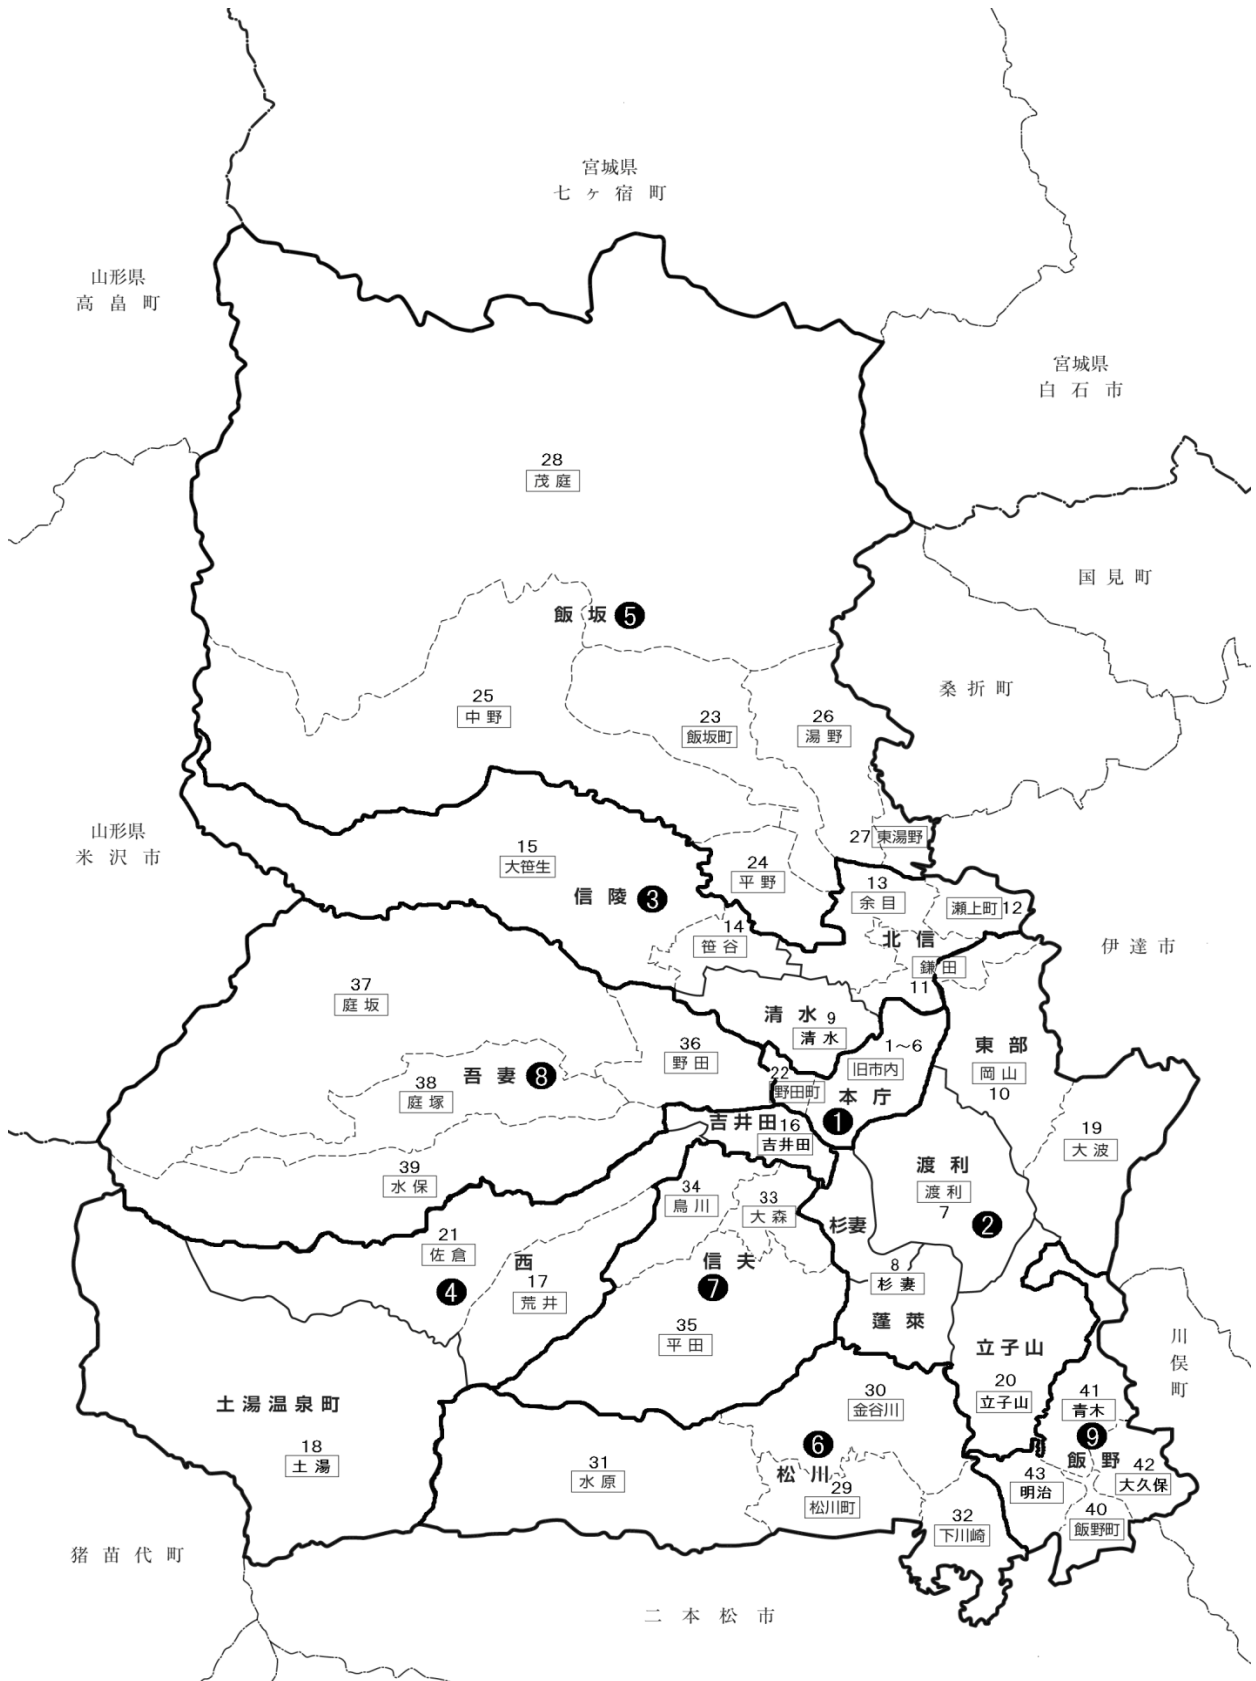 宮城県
七ヶ宿町
山形県
高畠町
宮城県
白石市
28
茂庭
国見町
飯坂 5
桑折町
25
中野
23
飯坂町
26
湯野
山形県
米沢市
27 東湯野
15
大笹生
24
平野
13
余目
信陵 3
瀬上町 12
14
笹谷
北信
伊達市
鎌田
11
37
庭坂
清水 9
清水
1～6
旧市内
36
野田
東部
岡山
10
吾妻 8
38
庭塚
22
野田町
本庁
1
吉井田 16
吉井田
19
大波
39
水保
渡利
渡利
7
2
34
鳥川
33
大森
杉妻
21
佐倉
西
4
17
荒井
信夫
7
8
杉妻
蓬莱
35
平田
立子山
川俣町
20
立子山
土湯温泉町
30
金谷川
41
青木
18
土湯
6
9
31
水原
松川
29
松川町
飯野
43
明治
42
大久保
32
下川崎
40
飯野町
猪苗代町
二本松市